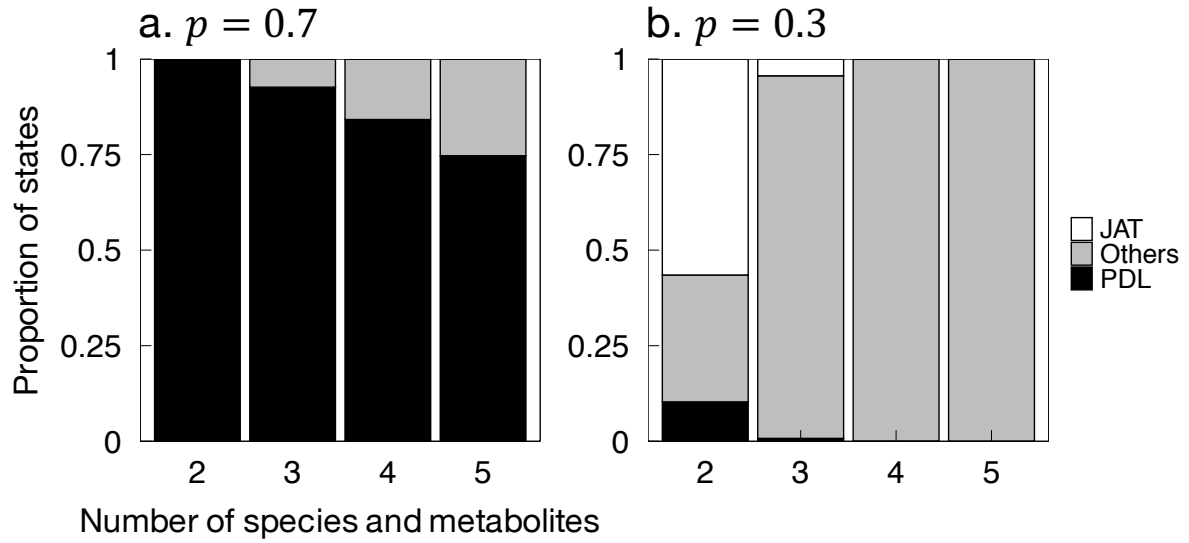 a. p = 0.7
b. p = 0.3
Proportion of states
1
0.75
0.5
0.25
0
2 3 4 5
1
0.75
0.5
0.25
0
2 3 4 5
JAT
Others
PDL
Number of species and metabolites